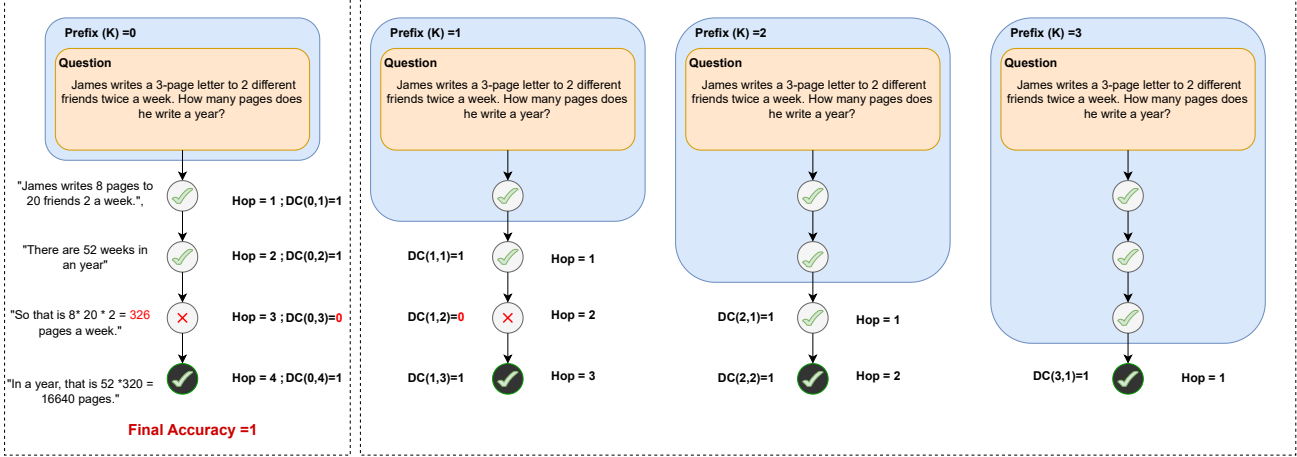 Prefix (K) =0
Question
James writes a 3-page letter to 2 different
friends twice a week. How many pages does
he write a year?
"James writes 8 pages to
20 friends 2 a week.",
Hop = 1 ; DC(0,1)=1
"There are 52 weeks in
an year"
Hop = 2 ; DC(0,2)=1
"So that is 8* 20 * 2 = 326
pages a week."
Hop = 3 ; DC(0,3)=0
"In a year, that is 52 *320 =
16640 pages."
Hop = 4 ; DC(0,4)=1
Final Accuracy =1
Prefix (K) =1
Question
James writes a 3-page letter to 2 different
friends twice a week. How many pages does
he write a year?
DC(1,1)=1
Hop = 1
DC(1,2)=0
Hop = 2
DC(1,3)=1
Hop = 3
Prefix (K) =2
Question
James writes a 3-page letter to 2 different
friends twice a week. How many pages does
he write a year?
DC(2,1)=1
Hop = 1
DC(2,2)=1
Hop = 2
Prefix (K) =3
Question
James writes a 3-page letter to 2 different
friends twice a week. How many pages does
he write a year?
DC(3,1)=1
Hop = 1